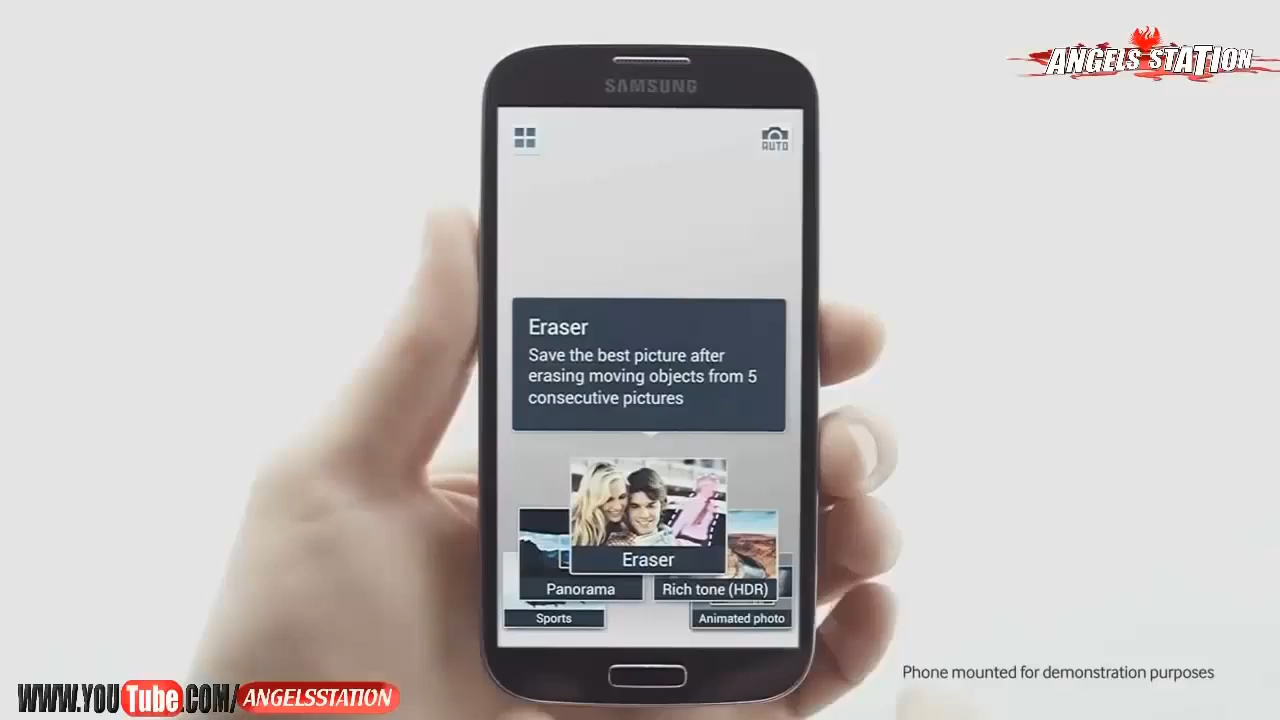 ANGELS STATION
SAMSUNG
AUTO
Eraser
Save the best picture after
erasing moving objects from 5
consecutive pictures
Eraser
Panorama
Rich tone (HDR)
Sports
Animated photo
Phone mounted for demonstration purposes
WWW.YOUTube.COM/ANGELSSTATION